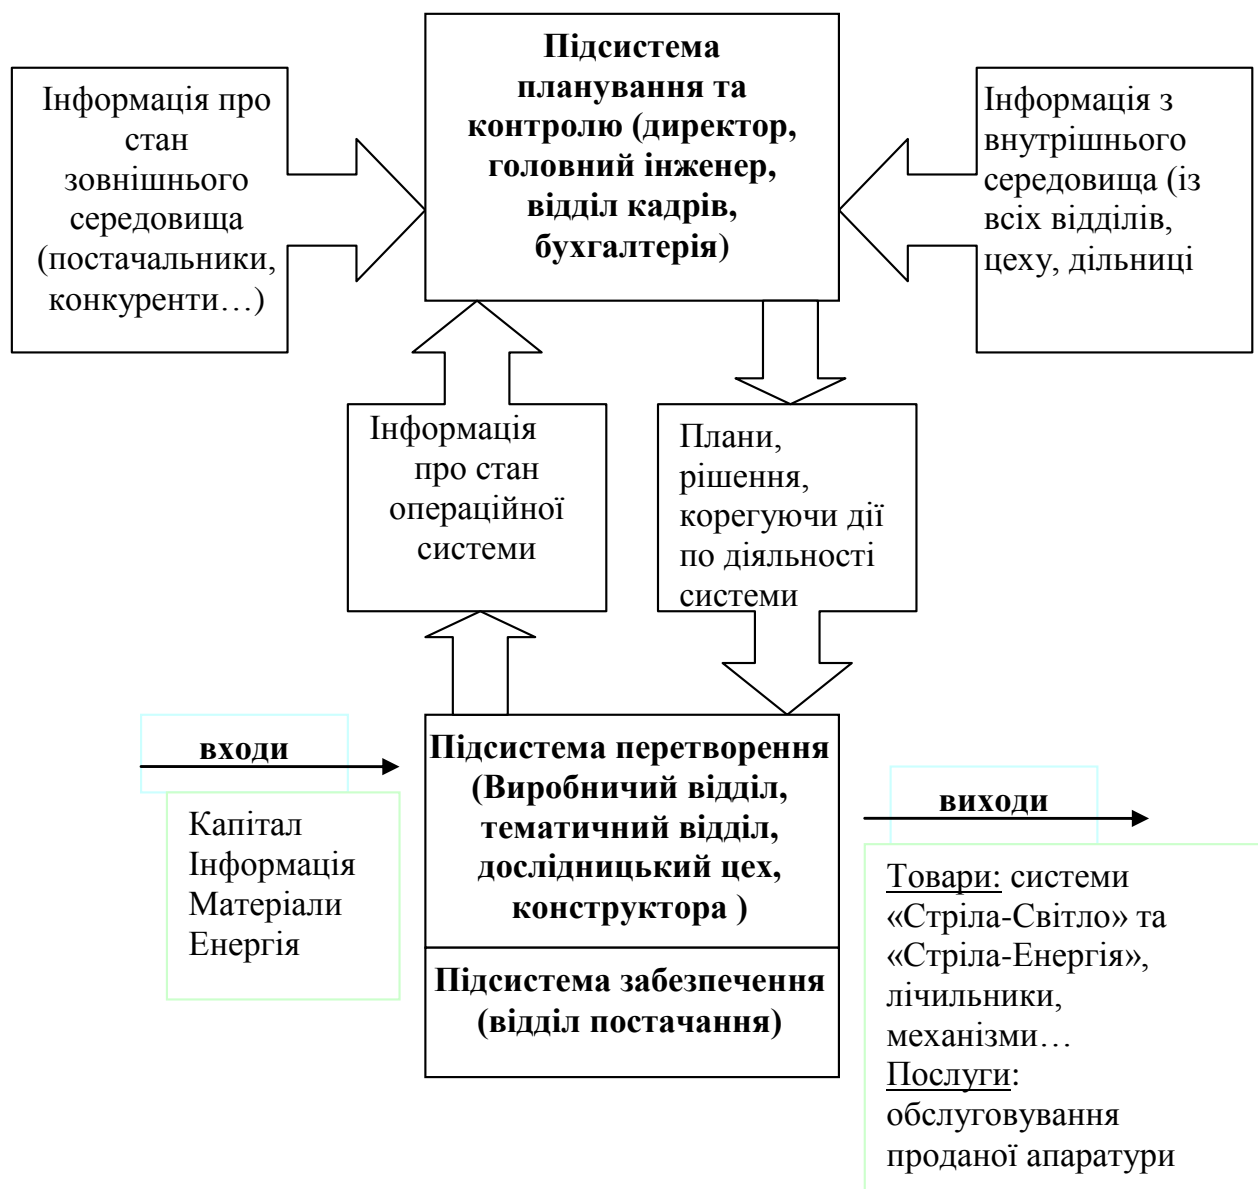 Підсистема
планування та
контролю (директор,
головний інженер,
відділ кадрів,
бухгалтерія)
Інформація про
стан
зовнішнього
середовища
(постачальники,
конкуренти…)
Інформація з
внутрішнього
середовища (із
всіх відділів,
цеху, дільниці
Інформація
про стан
операційної
системи
Плани,
рішення,
корегуючи дії
по діяльності
системи
входи
Капітал
Інформація
Матеріали
Енергія
Підсистема перетворення
(Виробничий відділ,
тематичний відділ,
дослідницький цех,
конструктора )
Підсистема забезпечення
(відділ постачання)
виходи
Товари: системи
«Стріла-Світло» та
«Стріла-Енергія»,
лічильники,
механізми…
Послуги:
обслуговування
проданої апаратури